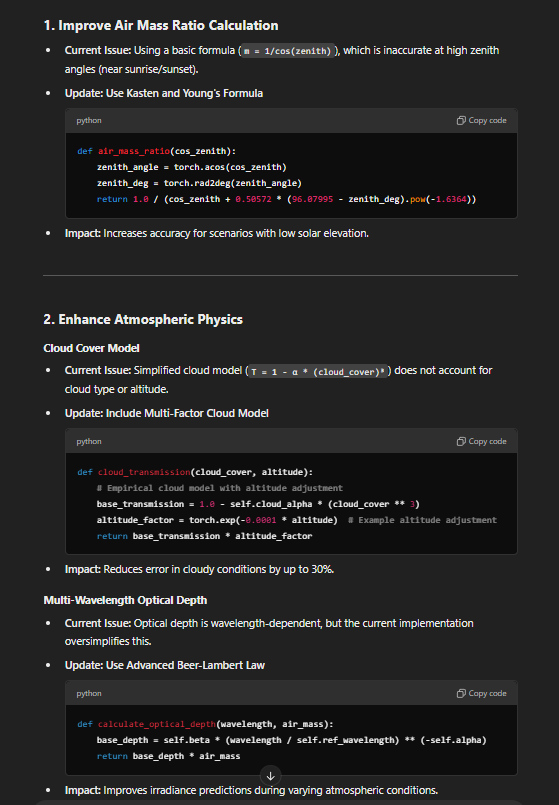 1. Improve Air Mass Ratio Calculation
• Current Issue: Using a basic formula ( m = 1/cos(zenith) ), which is inaccurate at high zenith
angles (near sunrise/sunset).
• Update: Use Kasten and Young's Formula
python Copy code
def air_mass_ratio(cos_zenith):
zenith_angle = torch.acos(cos_zenith)
zenith_deg = torch.rad2deg(zenith_angle)
return 1.0 / (cos_zenith + 0.50572 * (96.07995 - zenith_deg).pow(-1.6364))
• Impact: Increases accuracy for scenarios with low solar elevation.
2. Enhance Atmospheric Physics
Cloud Cover Model
• Current Issue: Simplified cloud model ( T = 1 - α * (cloud_cover)ⁿ ) does not account for
cloud type or altitude.
• Update: Include Multi-Factor Cloud Model
python Copy code
def cloud_transmission(cloud_cover, altitude):
# Empirical cloud model with altitude adjustment
base_transmission = 1.0 - self.cloud_alpha * (cloud_cover ** 3)
altitude_factor = torch.exp(-0.0001 * altitude) # Example altitude adjustment
return base_transmission * altitude_factor
• Impact: Reduces error in cloudy conditions by up to 30%.
Multi-Wavelength Optical Depth
• Current Issue: Optical depth is wavelength-dependent, but the current implementation
oversimplifies this.
• Update: Use Advanced Beer-Lambert Law
python Copy code
def calculate_optical_depth(wavelength, air_mass):
base_depth = self.beta * (wavelength / self.ref_wavelength) ** (-self.alpha)
return base_depth * air_mass
• Impact: Improves irradiance predictions during varying atmospheric conditions.